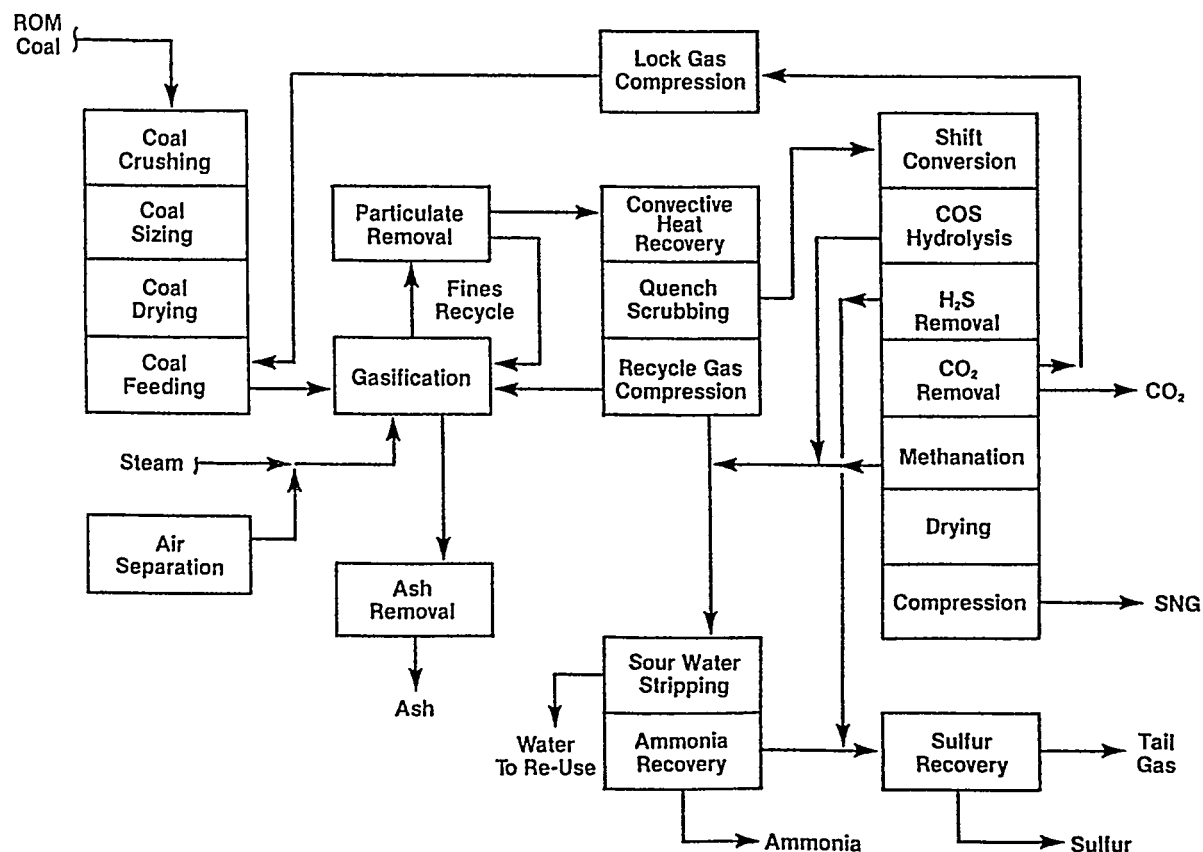 ROM
Coal
Lock Gas
Compression
Coal
Crushing
Coal
Sizing
Coal
Drying
Coal
Feeding
Particulate
Removal
Fines
Recycle
Gasification
Convective
Heat
Recovery
Quench
Scrubbing
Recycle Gas
Compression
Shift
Conversion
COS
Hydrolysis
H₂S
Removal
CO₂
Removal
CO₂
Methanation
Drying
Compression
SNG
Steam
Air
Separation
Ash
Removal
Ash
Sour Water
Stripping
Water
To Re-Use
Ammonia
Recovery
Ammonia
Sulfur
Recovery
Tail
Gas
Sulfur